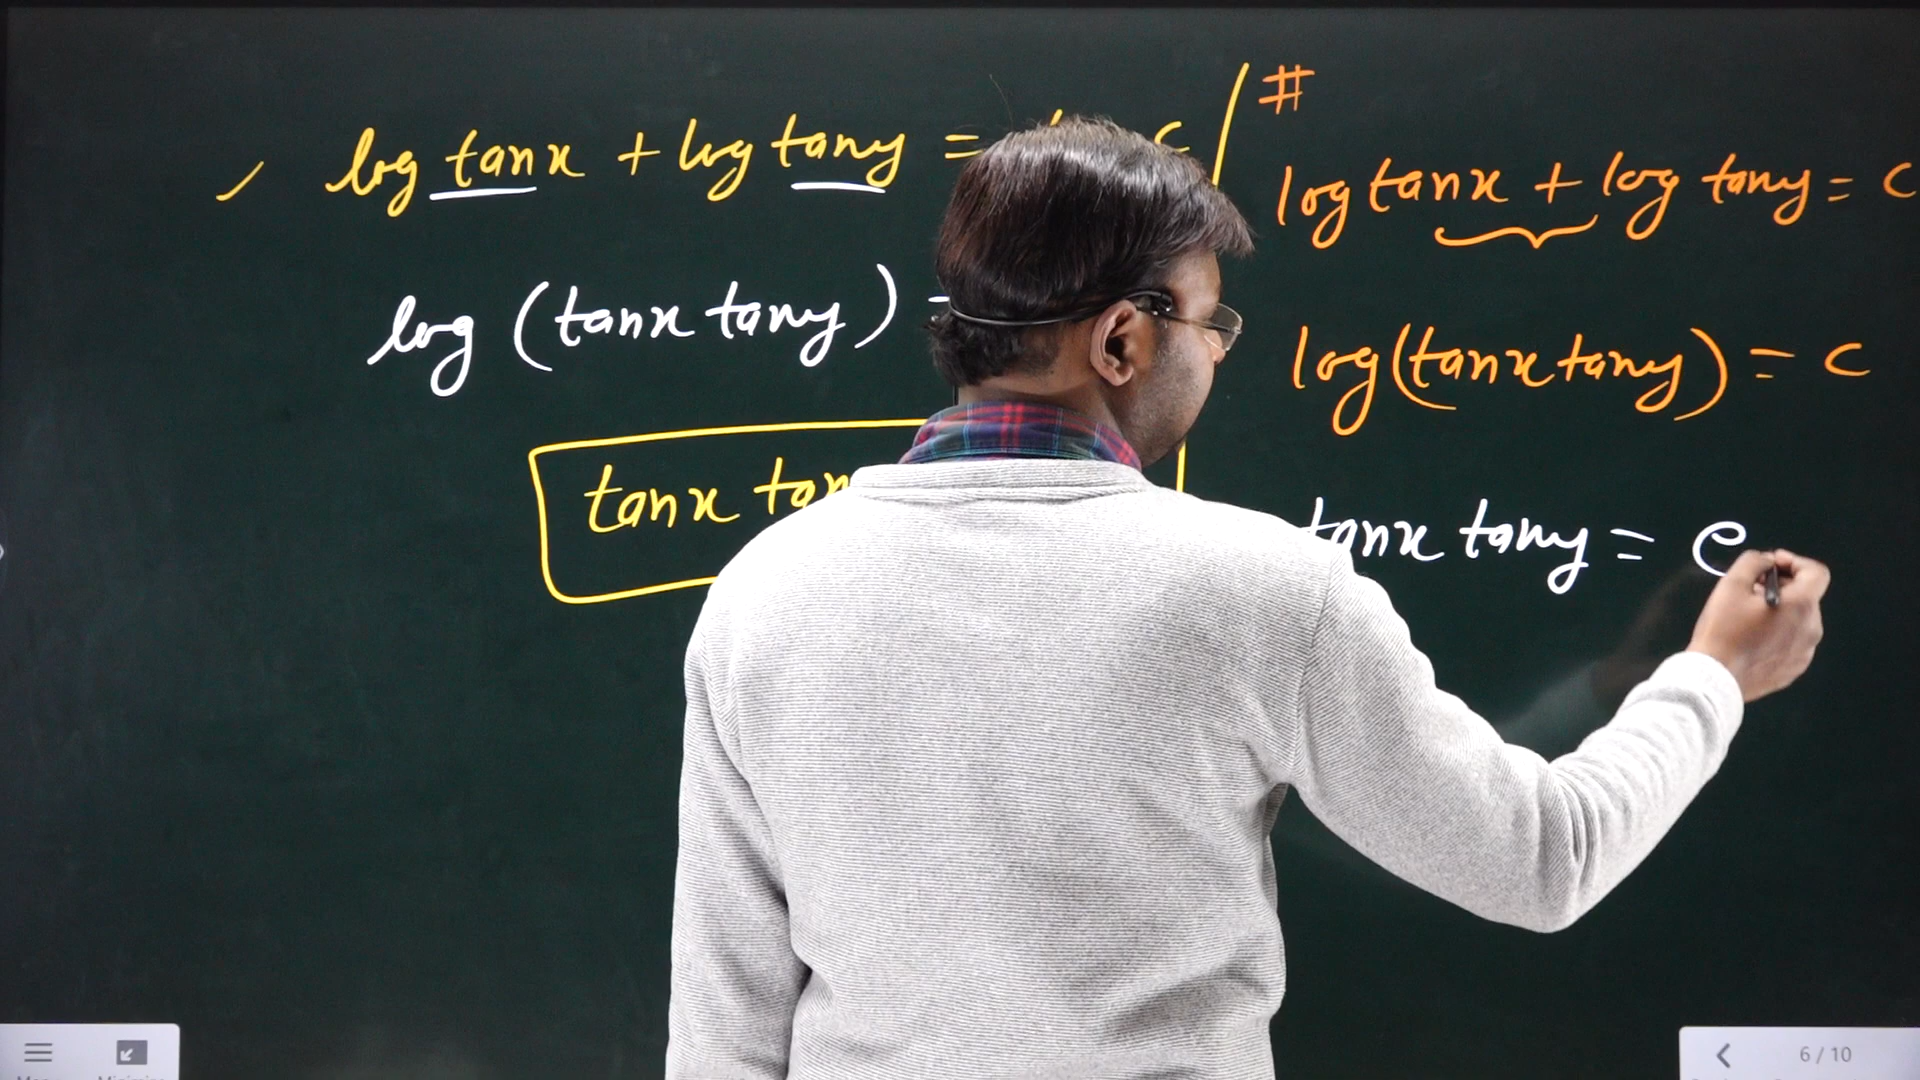 log tanx + log tany = c
log (tanx tany)
tanx
#
log tanx + log tany = c
log(tanx tany) = c
tanx tany = e
6 / 10